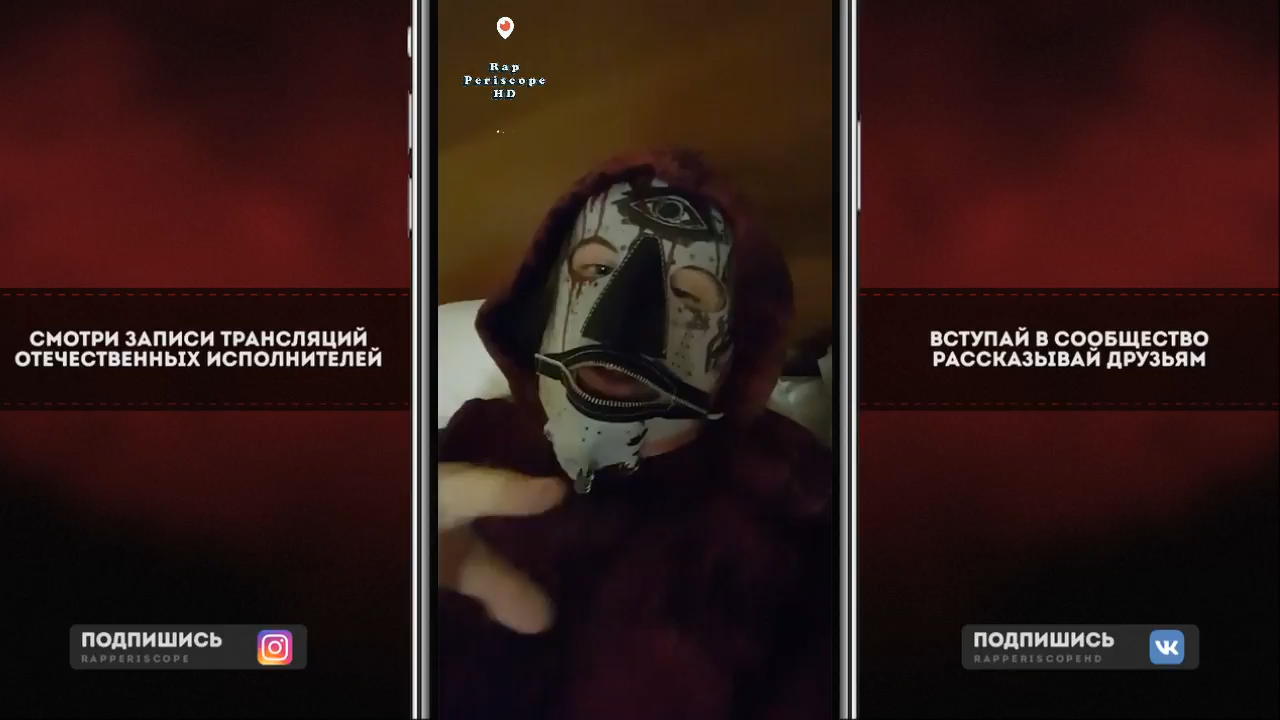 Rap
Periscope
HD
СМОТРИ ЗАПИСИ ТРАНСЛЯЦИЙ
ОТЕЧЕСТВЕННЫХ ИСПОЛНИТЕЛЕЙ
ВСТУПАЙ В СООБЩЕСТВО
РАССКАЗЫВАЙ ДРУЗЬЯМ
ПОДПИШИСЬ
RAPPERISCOPE
ПОДПИШИСЬ
RAPPERISCOPEHD